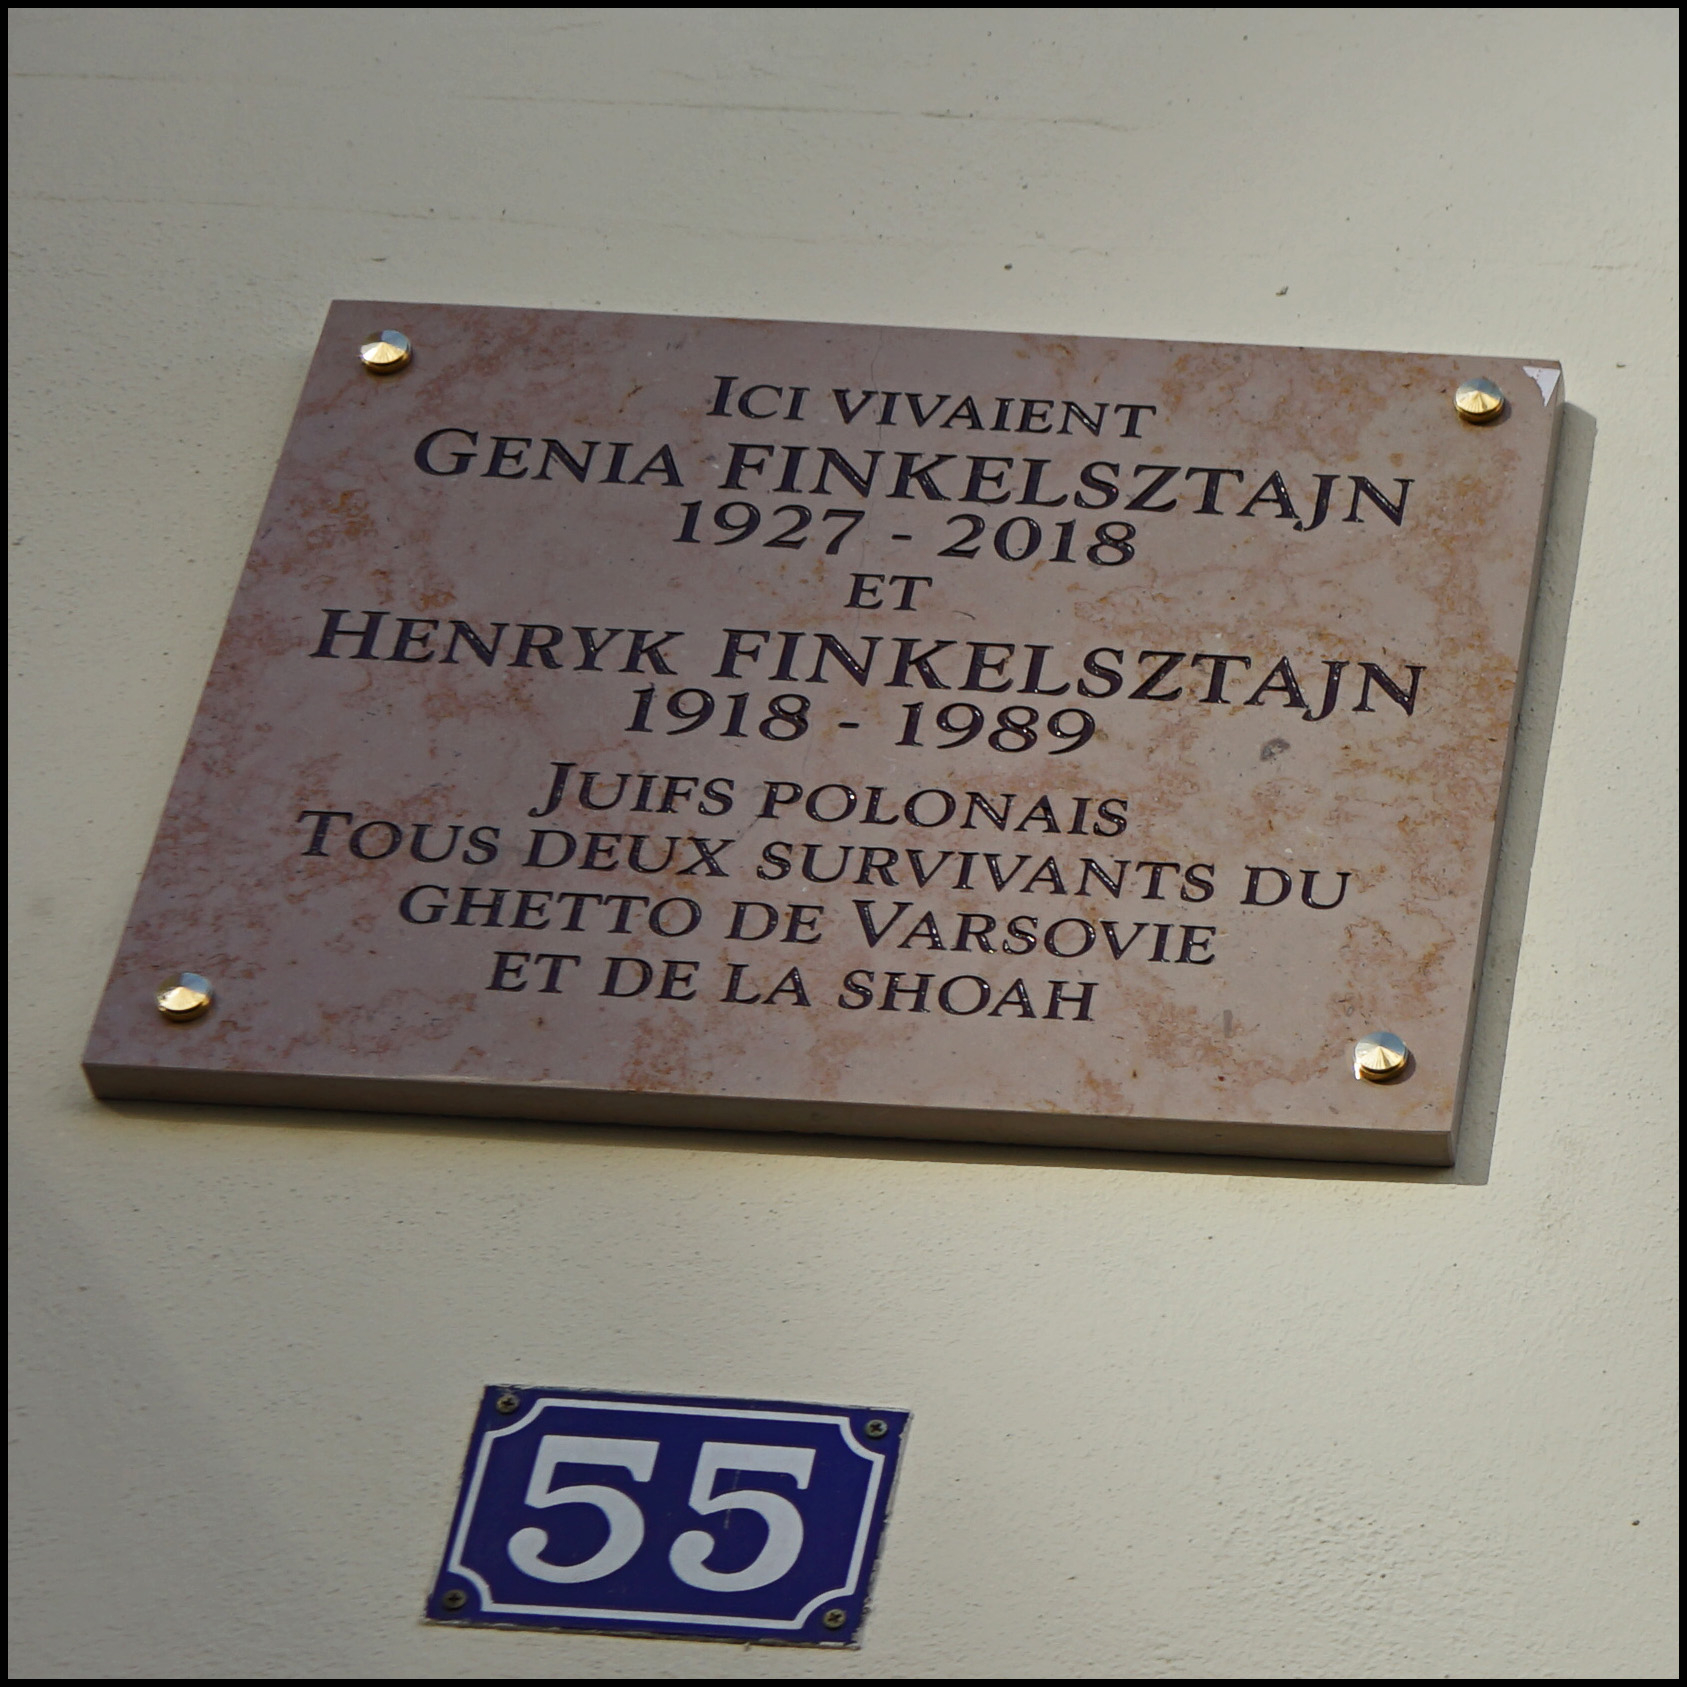 ICI VIVAIENT
GENIA FINKELSZTAJN
1927 - 2018
ET
HENRYK FINKELSZTAJN
1918 - 1989
JUIFS POLONAIS
TOUS DEUX SURVIVANTS DU
GHETTO DE VARSOVIE
ET DE LA SHOAH
55